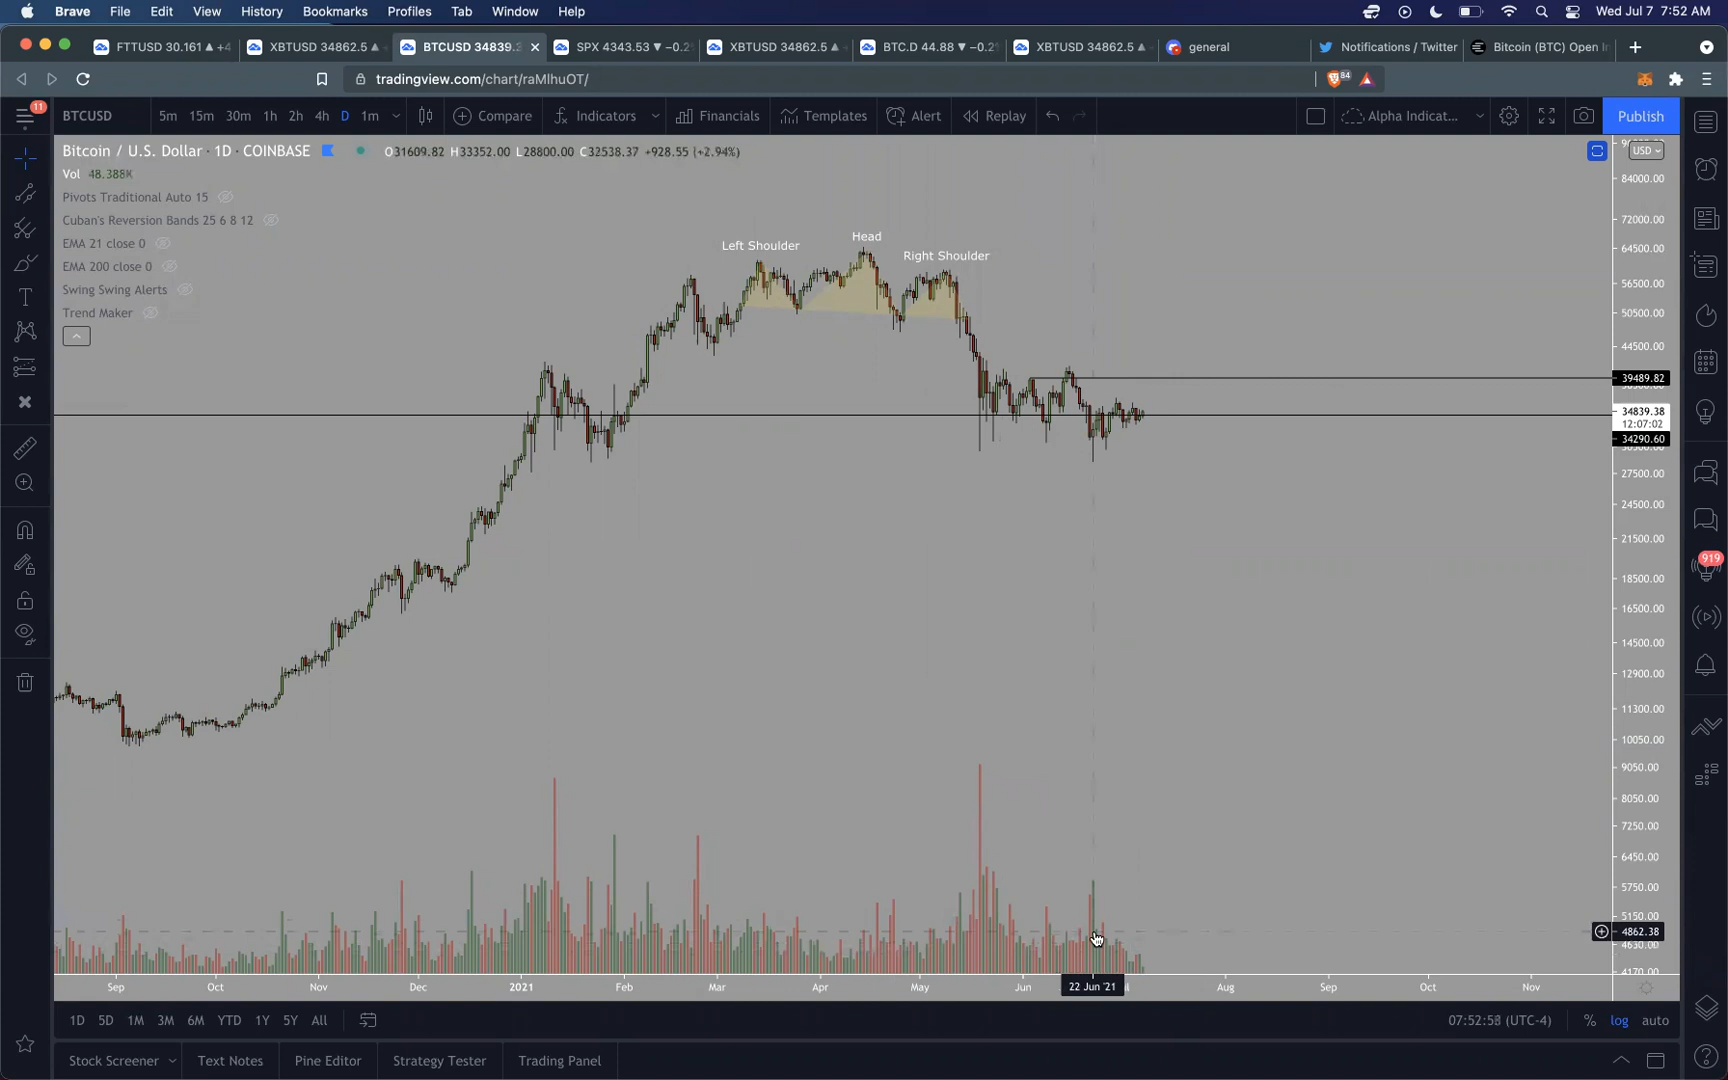 Brave File Edit View History Bookmarks Profiles Tab Window Help Wed Jul 7 7:52 AM
FTTUSD 30.161 ▲ +4 XBTUSD 34862.5 ▲ BTCUSD 34839.3 SPX 4343.53 ▼ −0.2 XBTUSD 34862.5 ▲ BTC.D 44.88 ▼ −0.2 XBTUSD 34862.5 ▲ general Notifications / Twitter Bitcoin (BTC) Open In
tradingview.com/chart/raMlhuOT/ 84
11
BTCUSD 5m 15m 30m 1h 2h 4h D 1m Compare Indicators Financials Templates Alert Replay Alpha Indicat... Publish
Bitcoin / U.S. Dollar · 1D · COINBASE O31609.82 H33352.00 L28800.00 C32538.37 +928.55 (+2.94%) USD
Vol 48.388K
Pivots Traditional Auto 15
Cuban's Reversion Bands 25 6 8 12
EMA 21 close 0
EMA 200 close 0
Swing Swing Alerts
Trend Maker
Left Shoulder
Head
Right Shoulder
84000.00
72000.00
64500.00
56500.00
50500.00
44500.00
39489.82
34839.38
12:07:02
34290.60
27500.00
24500.00
21500.00
18500.00
16500.00
14500.00
12900.00
11300.00
10050.00
9050.00
8050.00
7250.00
6450.00
5750.00
5150.00
4862.38
4630.00
4170.00
919
Sep Oct Nov Dec 2021 Feb Mar Apr May Jun 22 Jun '21 Aug Sep Oct Nov
1D 5D 1M 3M 6M YTD 1Y 5Y All 07:52:58 (UTC-4) % log auto
Stock Screener Text Notes Pine Editor Strategy Tester Trading Panel